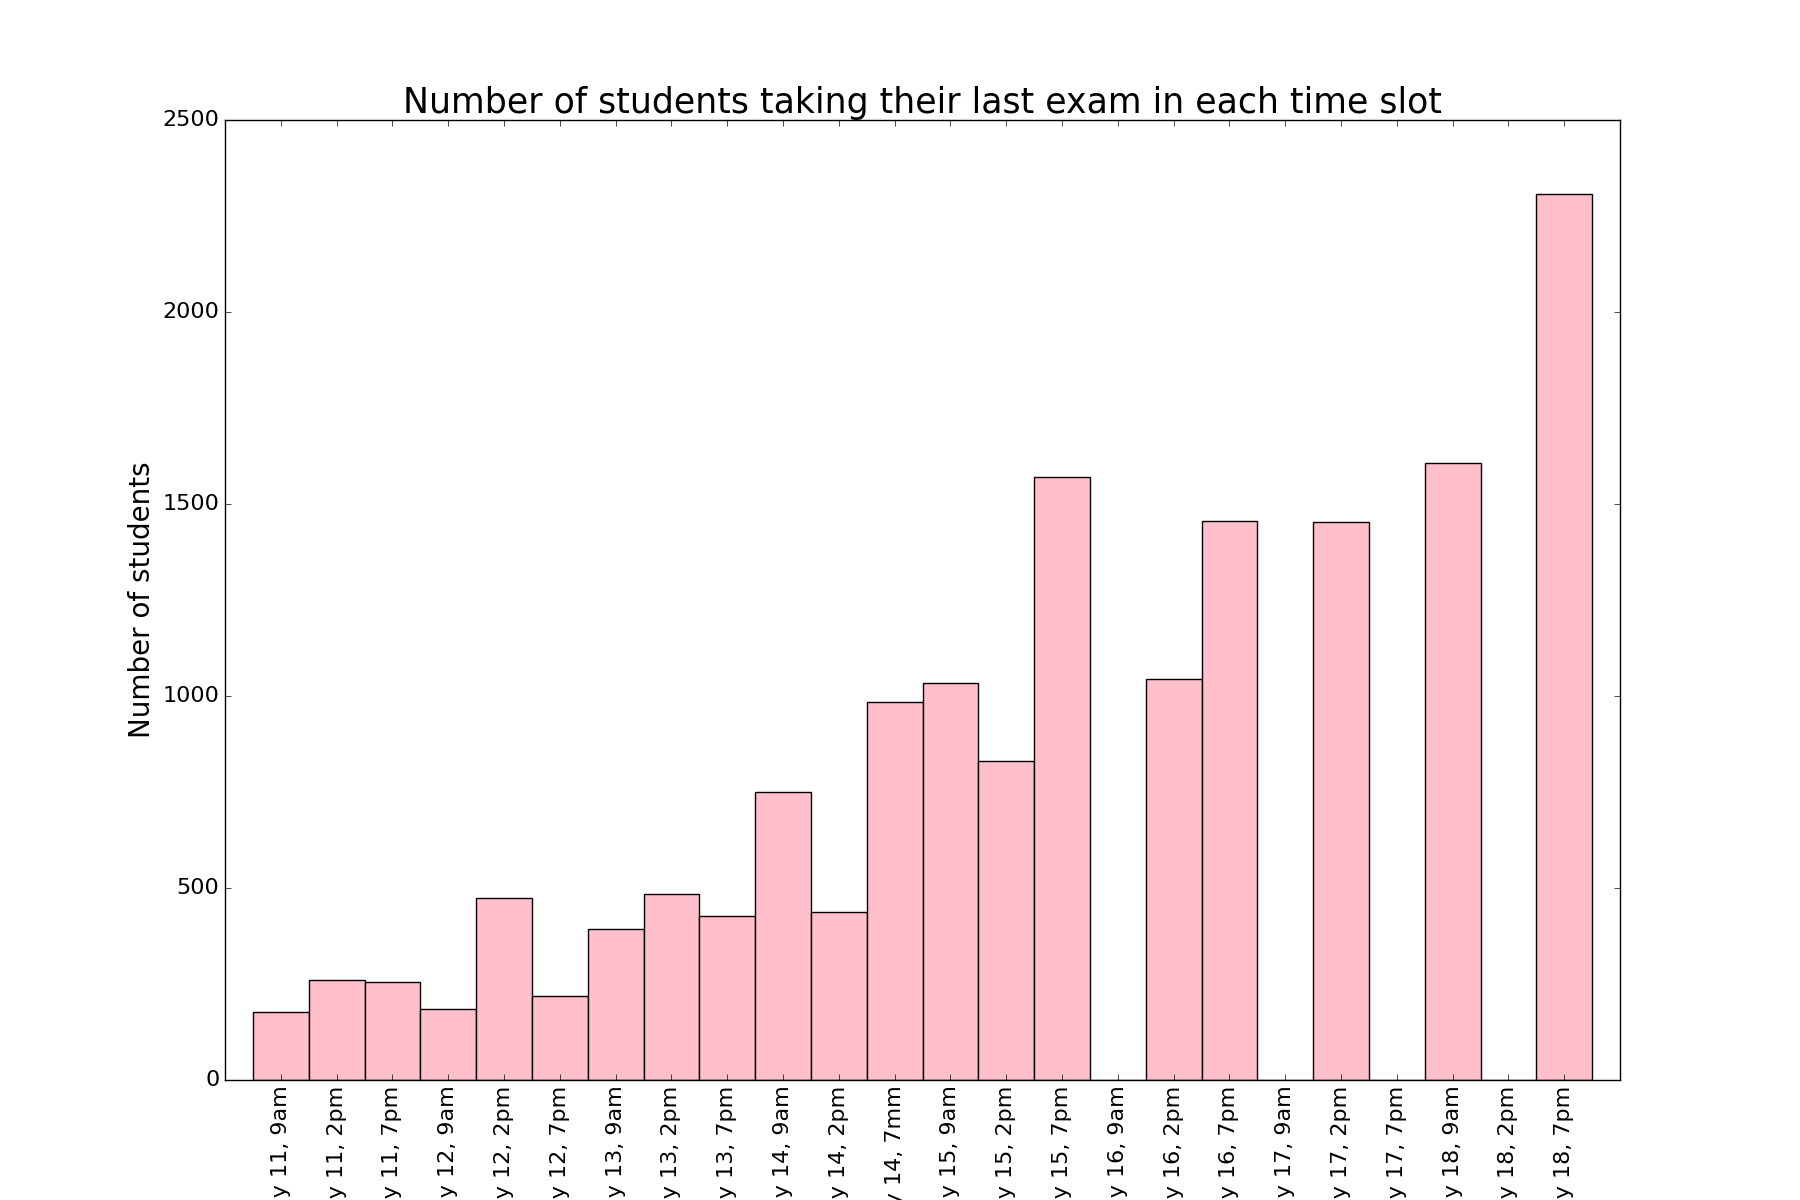 Number of students taking their last exam in each time slot
Number of students
2500
2000
1500
1000
500
0
y 11, 9am
y 11, 2pm
y 11, 7pm
y 12, 9am
y 12, 2pm
y 12, 7pm
y 13, 9am
y 13, 2pm
y 13, 7pm
y 14, 9am
y 14, 2pm
y 14, 7mm
y 15, 9am
y 15, 2pm
y 15, 7pm
y 16, 9am
y 16, 2pm
y 16, 7pm
y 17, 9am
y 17, 2pm
y 17, 7pm
y 18, 9am
y 18, 2pm
y 18, 7pm